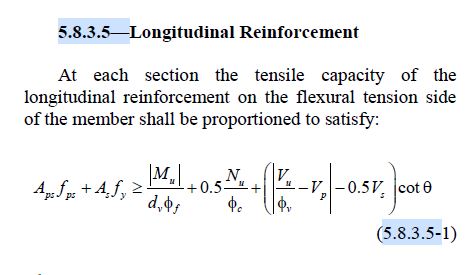 5.8.3.5—Longitudinal Reinforcement
At each section the tensile capacity of the
longitudinal reinforcement on the flexural tension side
of the member shall be proportioned to satisfy:
A_ps f_ps + A_s f_y ≥ |M_u| / (d_v ϕ_f) + 0.5 N_u / ϕ_c + (|V_u / ϕ_v − V_p| − 0.5V_s) cot θ
(5.8.3.5-1)